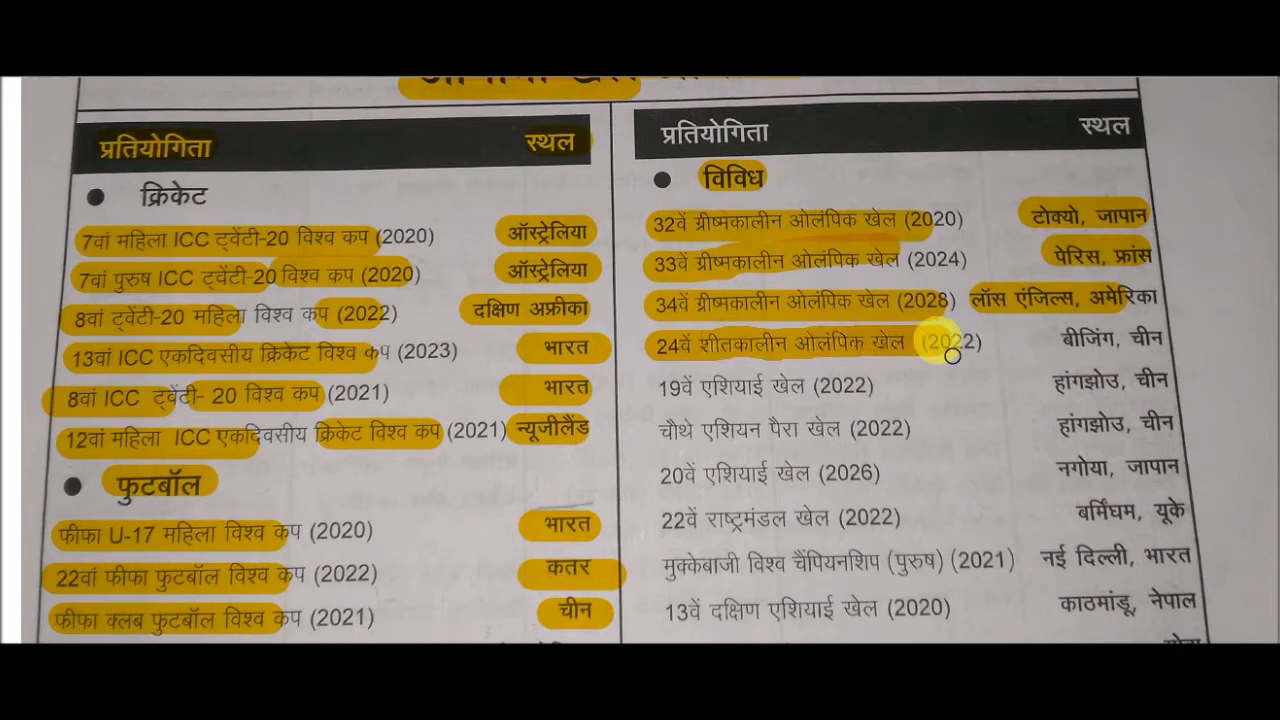 प्रतियोगिता स्थल
• क्रिकेट
7वां महिला ICC ट्वेंटी-20 विश्व कप (2020) ऑस्ट्रेलिया
7वां पुरुष ICC ट्वेंटी-20 विश्व कप (2020) ऑस्ट्रेलिया
8वां ट्वेंटी-20 महिला विश्व कप (2022) दक्षिण अफ्रीका
13वां ICC एकदिवसीय क्रिकेट विश्व कप (2023) भारत
8वां ICC ट्वेंटी- 20 विश्व कप (2021) भारत
12वां महिला ICC एकदिवसीय क्रिकेट विश्व कप (2021) न्यूजीलैंड
• फुटबॉल
फीफा U-17 महिला विश्व कप (2020) भारत
22वां फीफा फुटबॉल विश्व कप (2022) कतर
फीफा क्लब फुटबॉल विश्व कप (2021) चीन
प्रतियोगिता स्थल
• विविध
32वें ग्रीष्मकालीन ओलंपिक खेल (2020) टोक्यो, जापान
33वें ग्रीष्मकालीन ओलंपिक खेल (2024) पेरिस, फ्रांस
34वें ग्रीष्मकालीन ओलंपिक खेल (2028) लॉस एंजिल्स, अमेरिका
24वें शीतकालीन ओलंपिक खेल (2022) बीजिंग, चीन
19वें एशियाई खेल (2022) हांगझोउ, चीन
चौथे एशियन पैरा खेल (2022) हांगझोउ, चीन
20वें एशियाई खेल (2026) नगोया, जापान
22वें राष्ट्रमंडल खेल (2022) बर्मिंघम, यूके
मुक्केबाजी विश्व चैंपियनशिप (पुरुष) (2021) नई दिल्ली, भारत
13वें दक्षिण एशियाई खेल (2020) काठमांडू, नेपाल